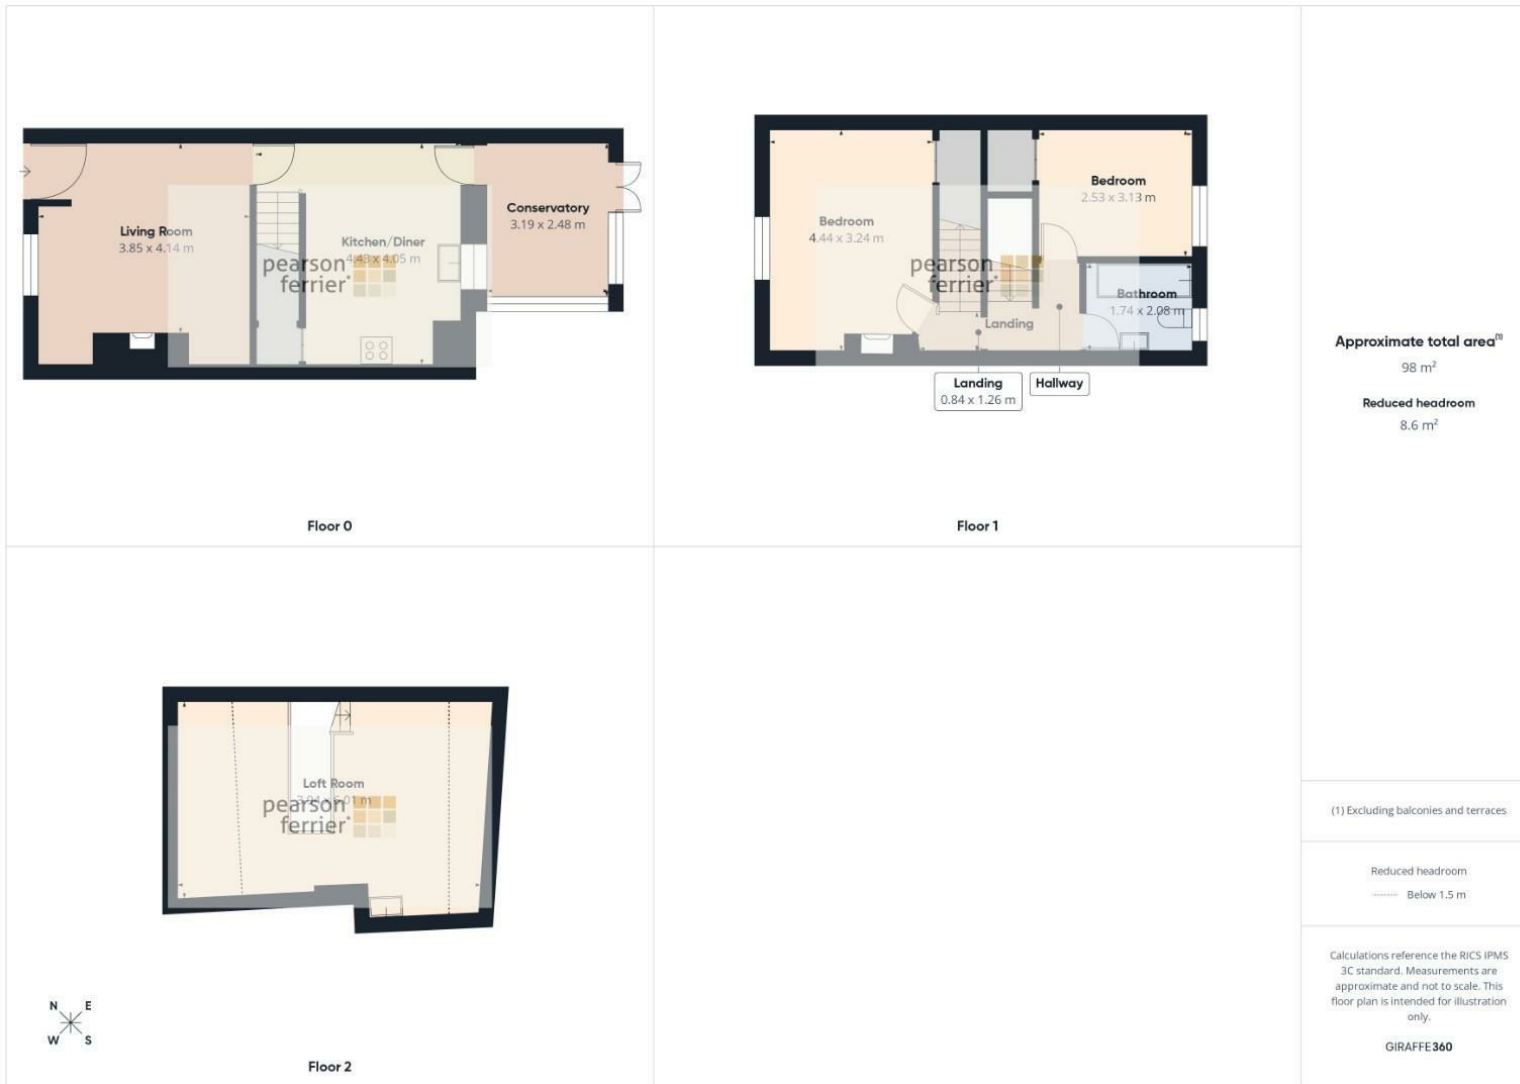 Living Room
3.85 x 4.14 m
Kitchen/Diner
4.43 x 4.05 m
Conservatory
3.19 x 2.48 m
pearson
ferrier
Floor 0
Bedroom
4.44 x 3.24 m
Bedroom
2.53 x 3.13 m
Bathroom
1.74 x 2.08 m
Landing
pearson
ferrier
Landing
0.84 x 1.26 m
Hallway
Floor 1
Loft Room
pearson
ferrier
N E
W S
Floor 2
Approximate total area(1)
98 m²
Reduced headroom
8.6 m²
(1) Excluding balconies and terraces
Reduced headroom
Below 1.5 m
Calculations reference the RICS IPMS
3C standard. Measurements are
approximate and not to scale. This
floor plan is intended for illustration
only.
GIRAFFE360